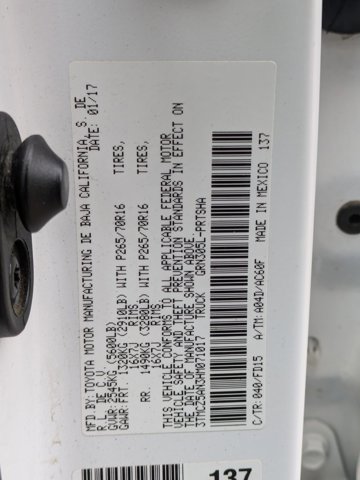 MFD.BY:TOYOTA MOTOR MANUFACTURING DE BAJA CALIFORNIA, S. DE
R.L. DE C.V. DATE: 01/17
GVWR: 2545KG(5600LB)
GAWR: FRT. 1320KG (2910LB) WITH P265/70R16 TIRES,
16X7J RIMS
RR. 1490KG (3280LB) WITH P265/70R16 TIRES,
16X7J RIMS
THIS VEHICLE CONFORMS TO ALL APPLICABLE FEDERAL MOTOR
VEHICLE SAFETY AND THEFT PREVENTION STANDARDS IN EFFECT ON
THE DATE OF MANUFACTURE SHOWN ABOVE.
3TMCZ5AN3HM071017 TRUCK GRN305L-PRTSHA
C/TR: 040/FD15 A/TM: A04D/AC60F MADE IN MEXICO 137
137